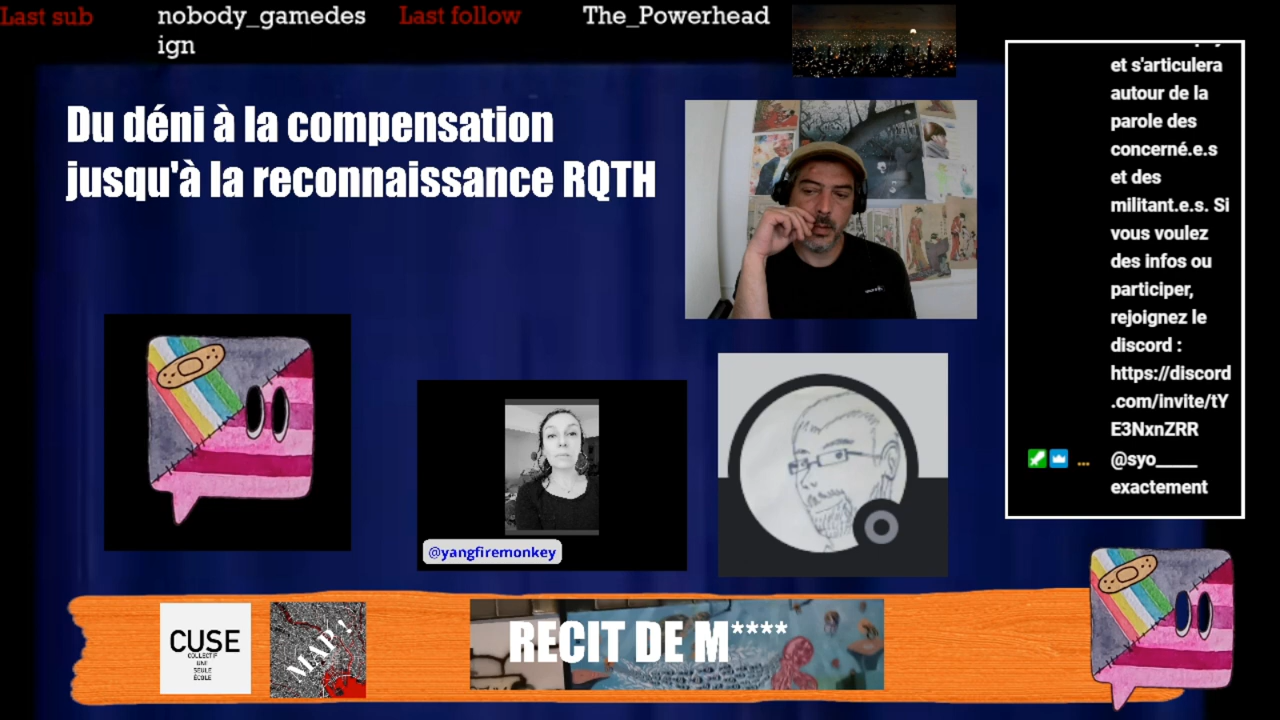 Last sub
nobody_gamedes
ign
Last follow
The_Powerhead
Du déni à la compensation
jusqu'à la reconnaissance RQTH
et s'articulera
autour de la
parole des
concerné.e.s
et des
militant.e.s. Si
vous voulez
des infos ou
participer,
rejoignez le
discord :
https://discord
.com/invite/tY
E3NxnZRR
... @syo_____
exactement
@yangfiremonkey
CUSE
COLLECTIF
UNE
SEULE
ÉCOLE
MAP !
RECIT DE M****